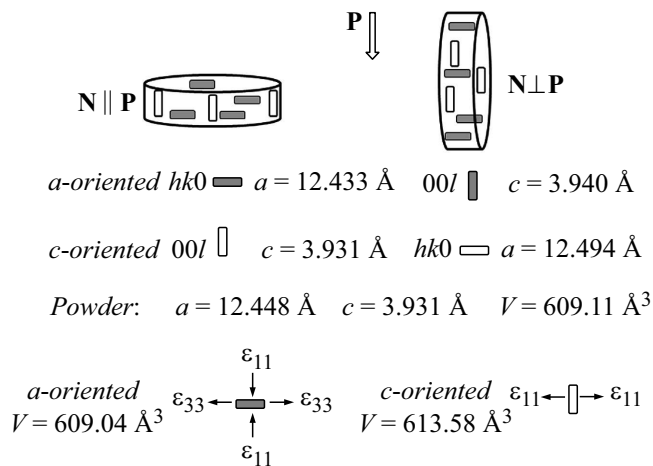 P
N || P
N⊥P
a-oriented hk0 a = 12.433 Å 00l c = 3.940 Å
c-oriented 00l c = 3.931 Å hk0 a = 12.494 Å
Powder: a = 12.448 Å c = 3.931 Å V = 609.11 Å³
a-oriented
V = 609.04 Å³
ε₁₁
ε₃₃ ε₃₃
ε₁₁
c-oriented
V = 613.58 Å³
ε₁₁ ε₁₁